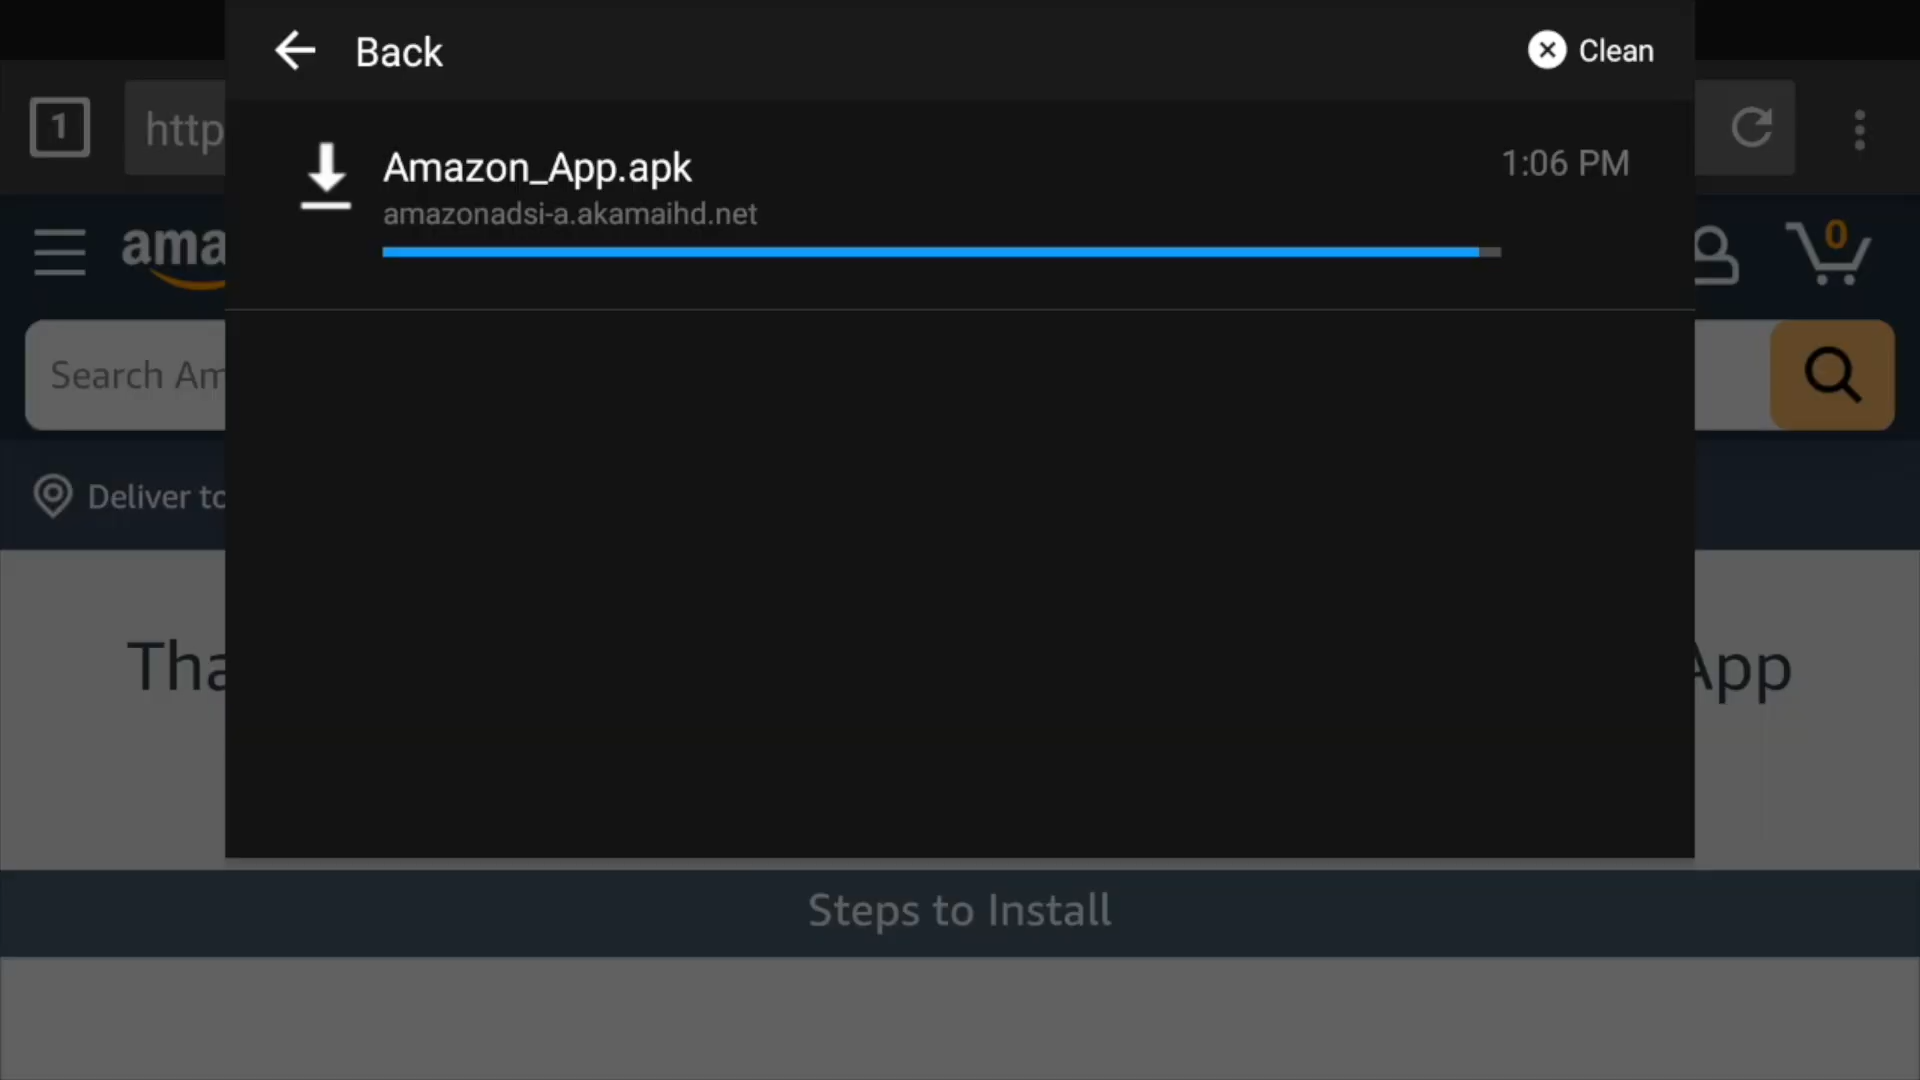 Back
Clean
1
http
Amazon_App.apk
1:06 PM
amazonadsi-a.akamaihd.net
ama
0
Search Am
Deliver to
Tha
App
Steps to Install